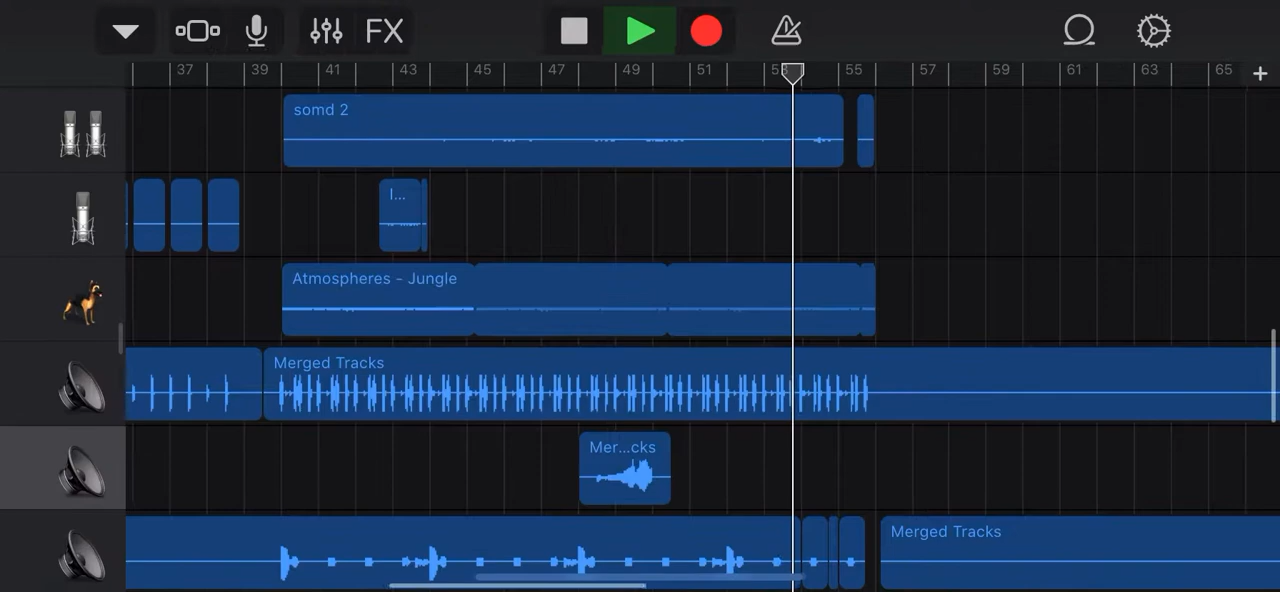 FX
37 39 41 43 45 47 49 51 53 55 57 59 61 63 65 +
somd 2
I...
Atmospheres - Jungle
Merged Tracks
Mer...cks
Merged Tracks